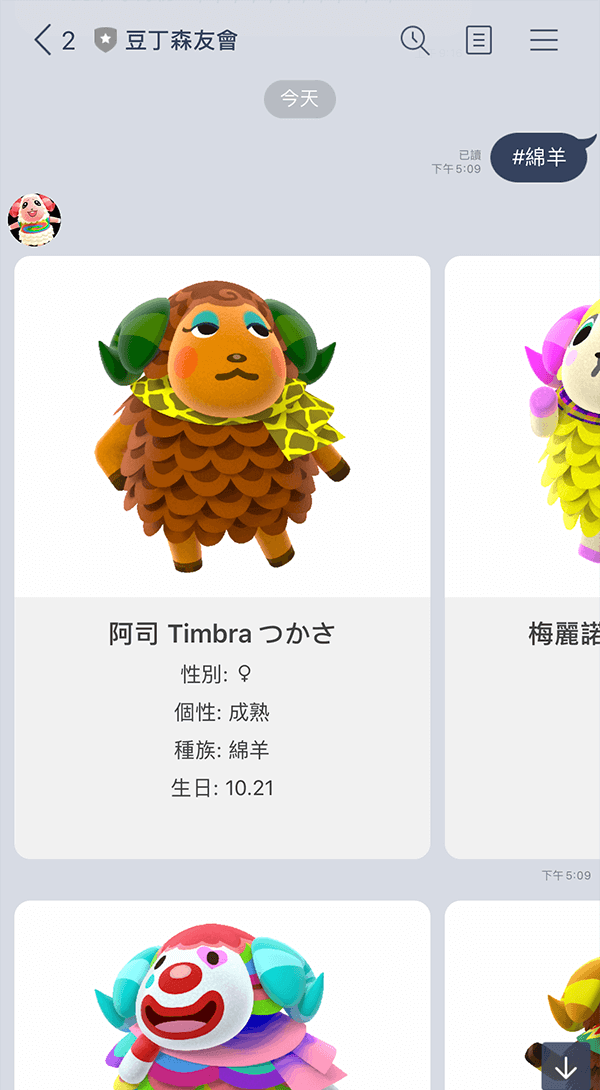 2 豆丁森友會
今天
已讀
下午 5:09
#綿羊
阿司 Timbra つかさ
性別: ♀
個性: 成熟
種族: 綿羊
生日: 10.21
梅麗諾
下午 5:09